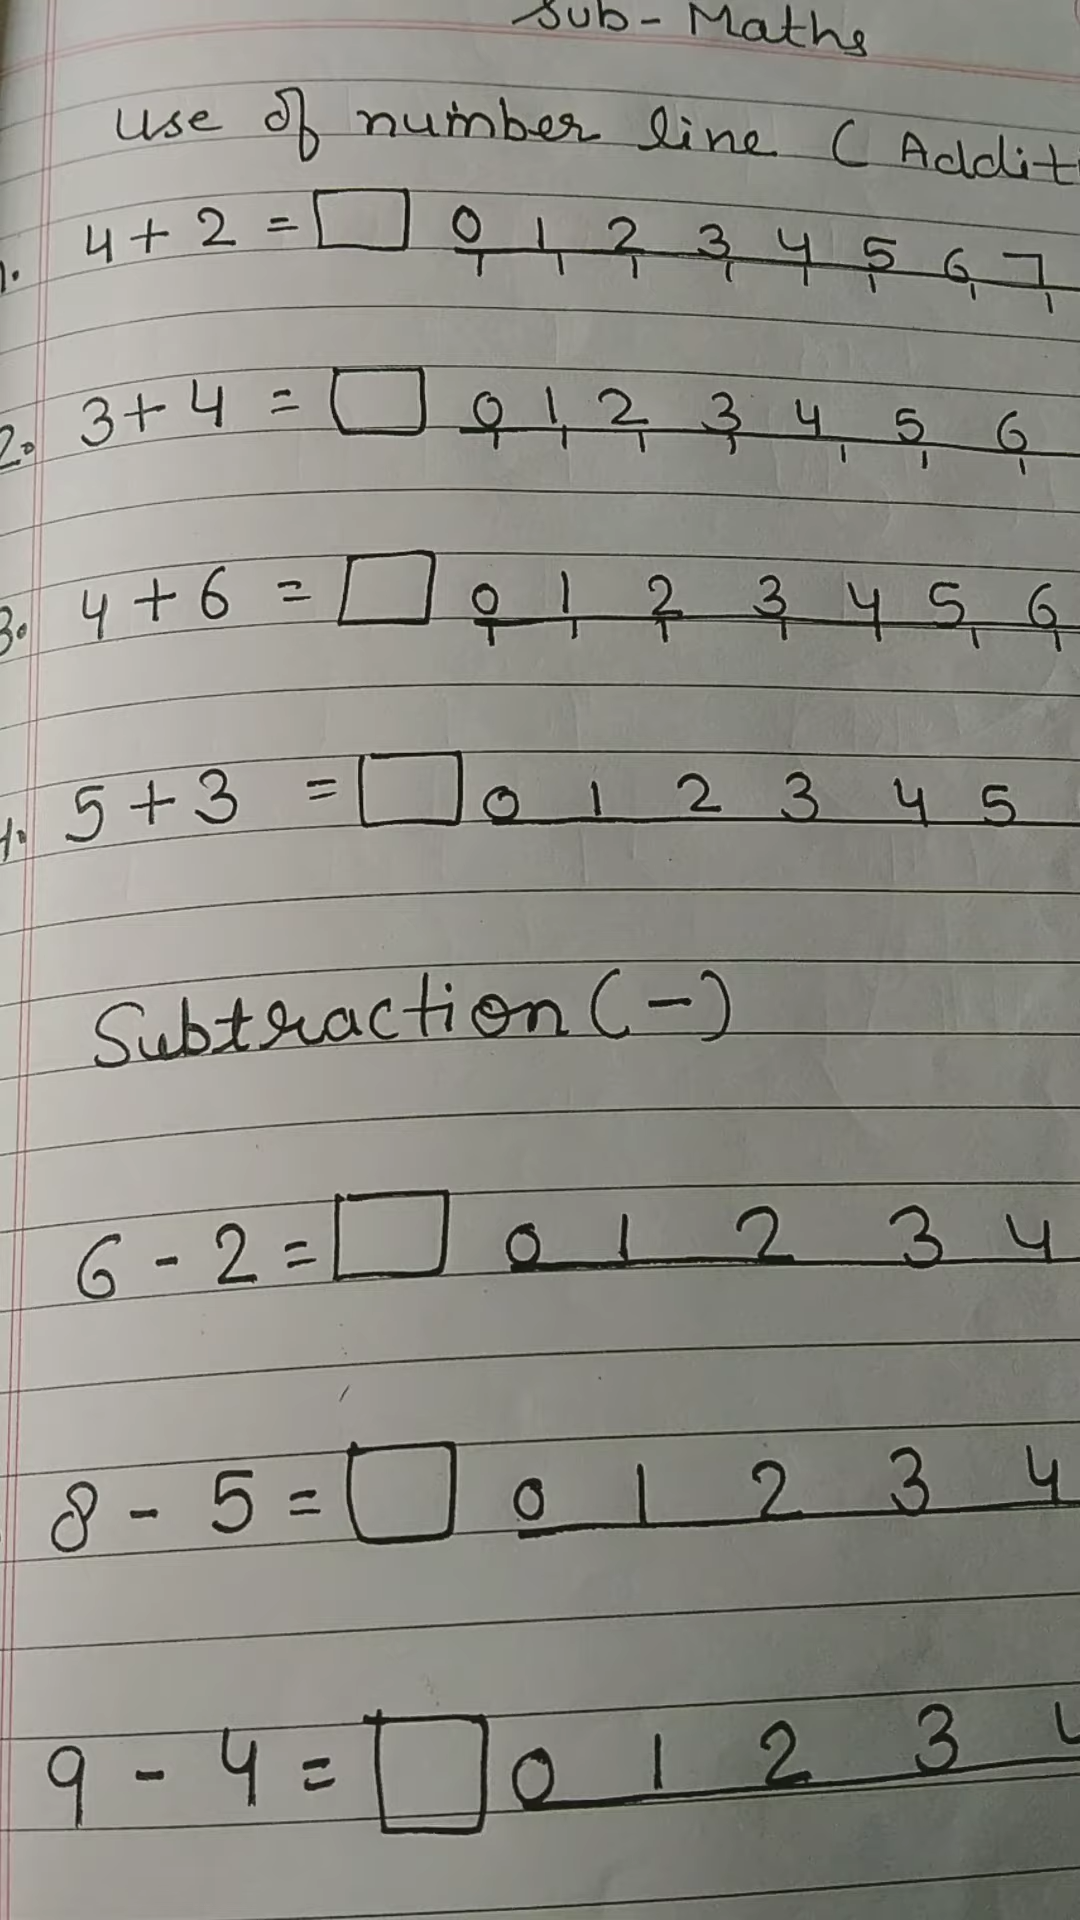 Sub - Maths
Use of number line ( Addit
1. 4 + 2 = 0 1 2 3 4 5 6 7
2. 3 + 4 = 0 1 2 3 4 5 6
3. 4 + 6 = 0 1 2 3 4 5 6
4. 5 + 3 = 0 1 2 3 4 5
Subtraction (-)
6 - 2 = 0 1 2 3 4
8 - 5 = 0 1 2 3 4
9 - 4 = 0 1 2 3